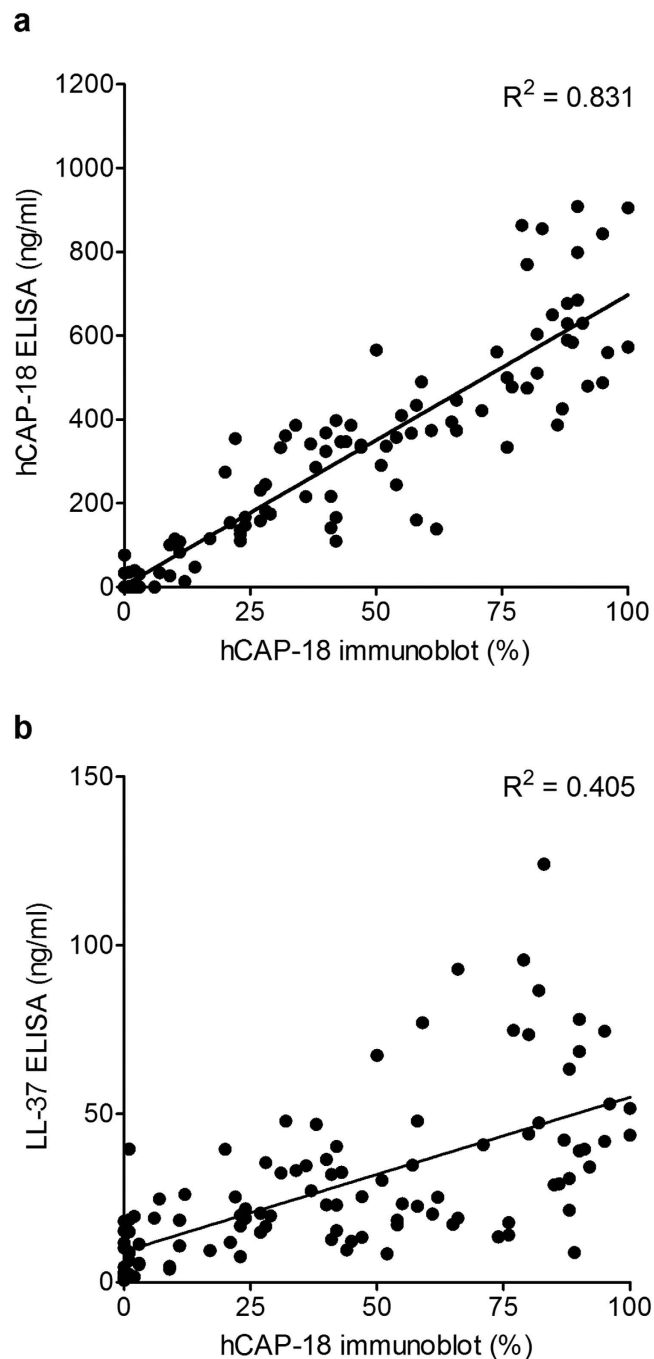 a
R² = 0.831
hCAP-18 ELISA (ng/ml)
1200
1000
800
600
400
200
0
0 25 50 75 100
hCAP-18 immunoblot (%)
b
R² = 0.405
LL-37 ELISA (ng/ml)
150
100
50
0
0 25 50 75 100
hCAP-18 immunoblot (%)